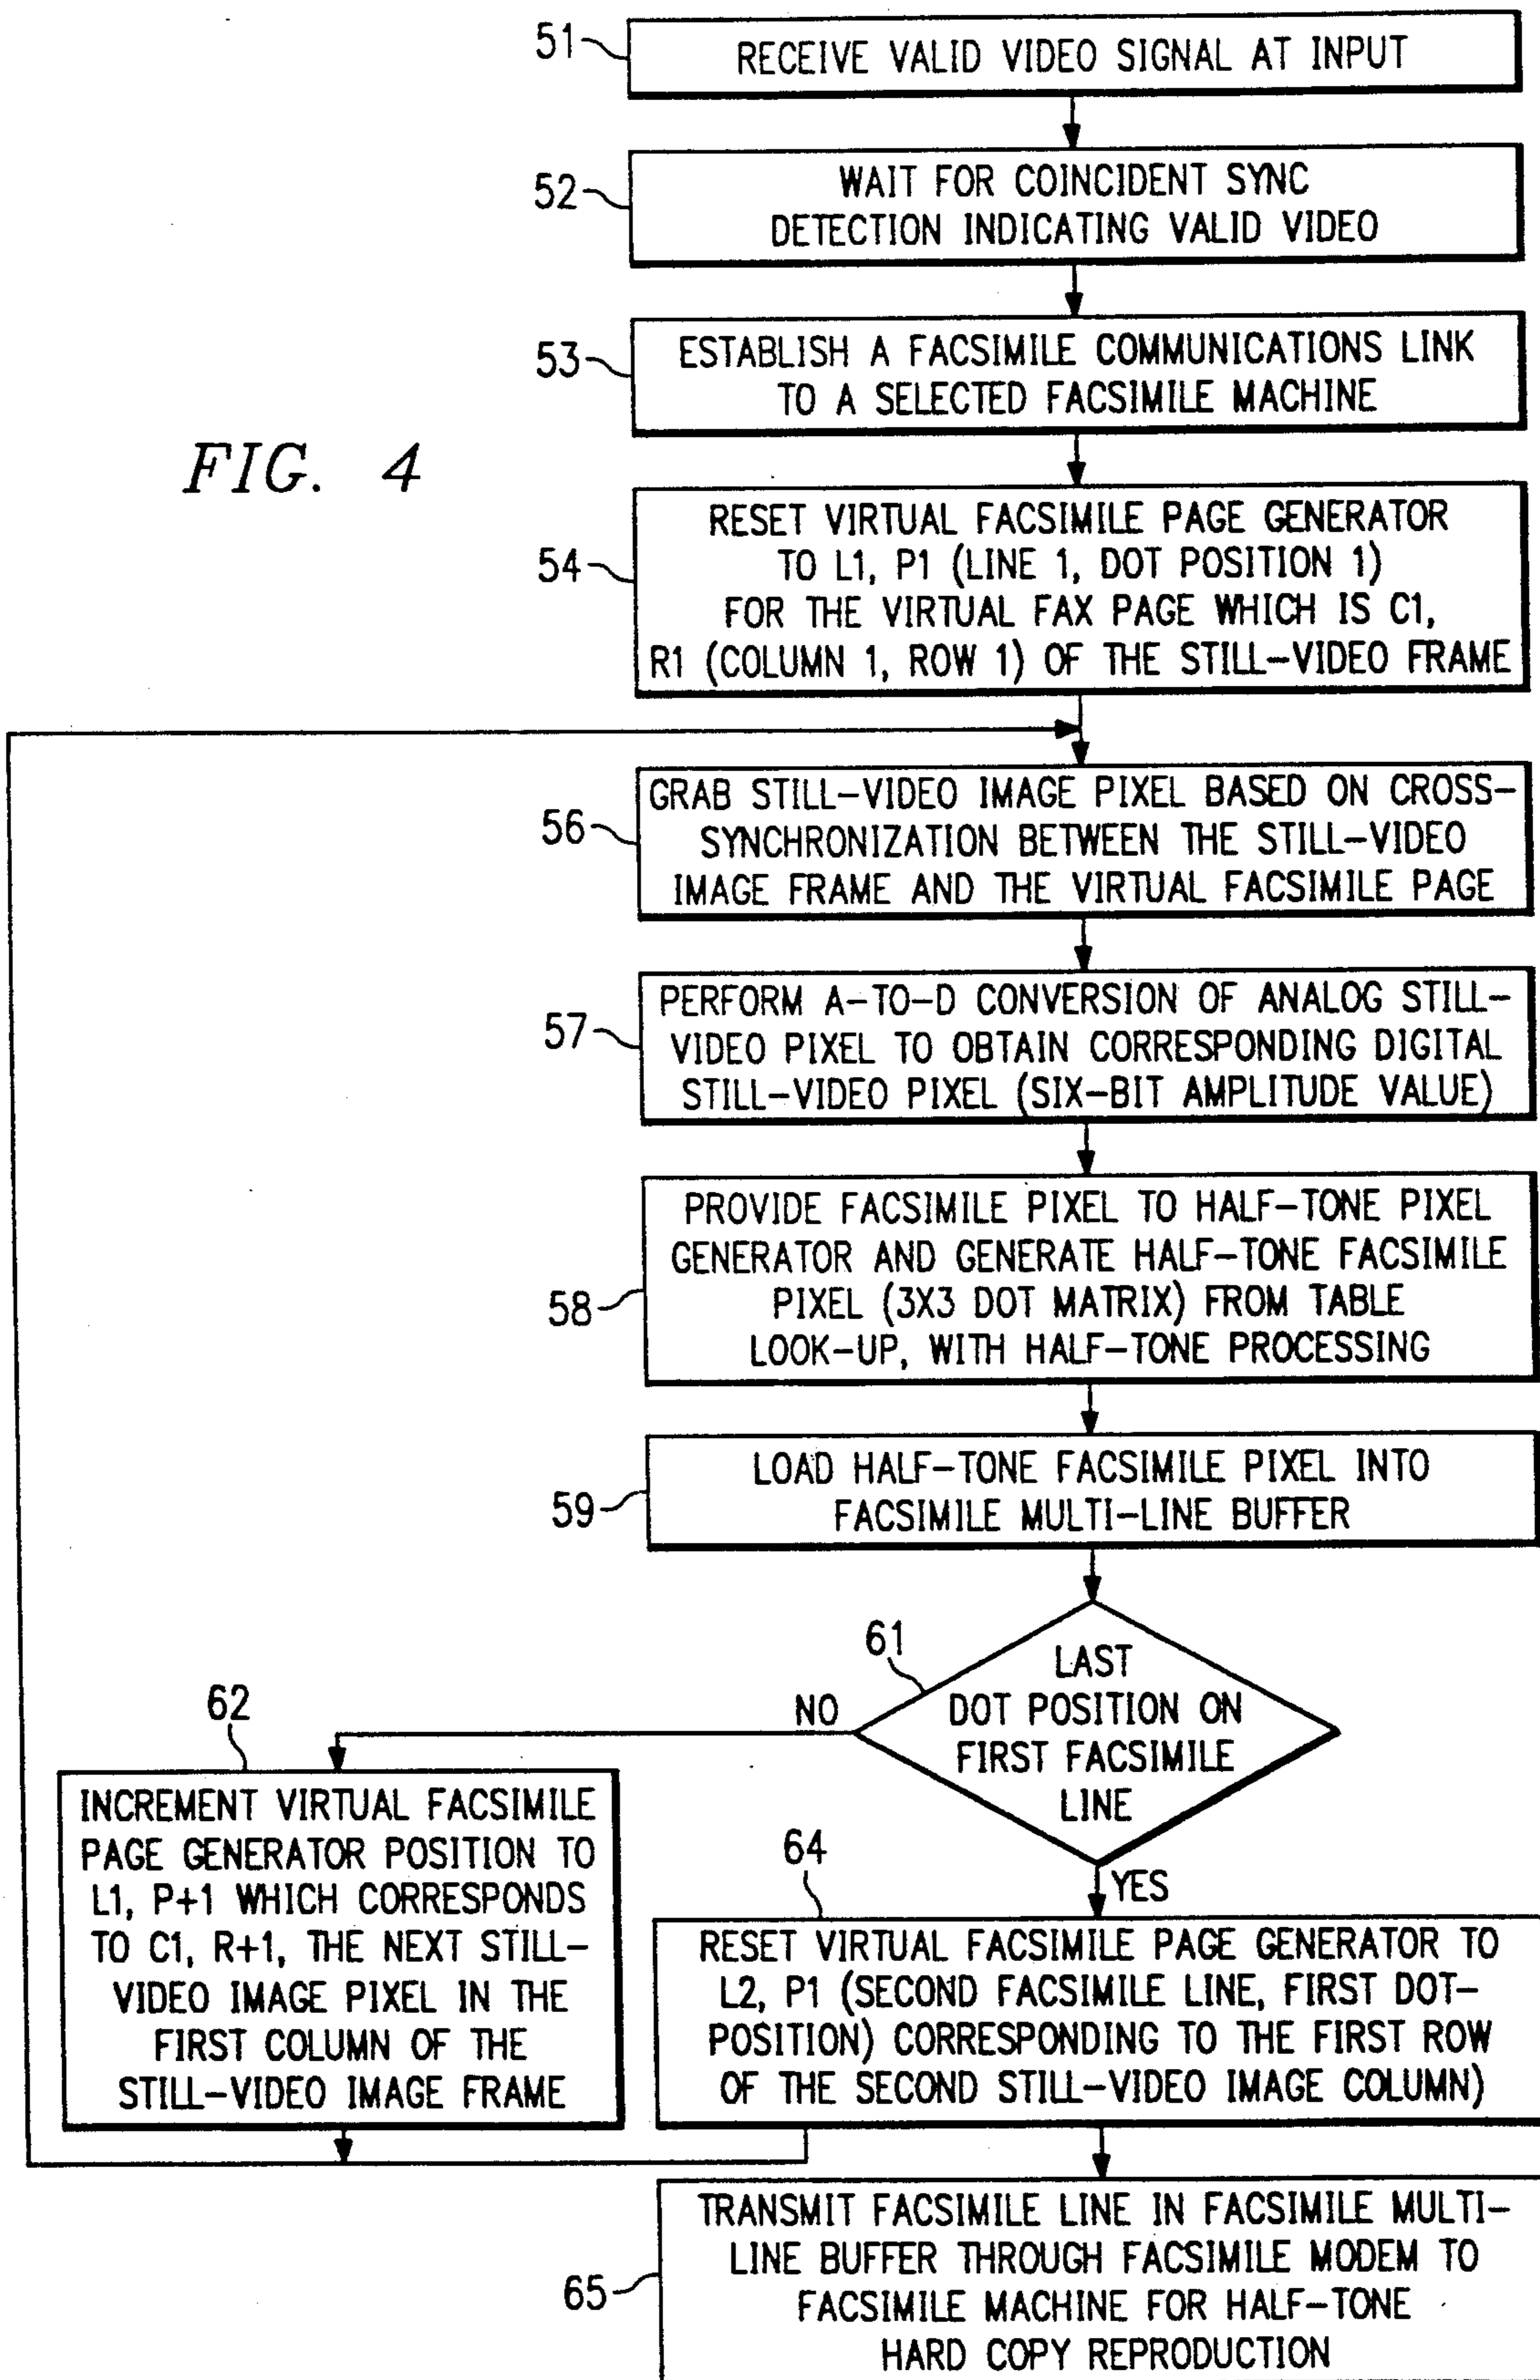 51
RECEIVE VALID VIDEO SIGNAL AT INPUT
52
WAIT FOR COINCIDENT SYNC
DETECTION INDICATING VALID VIDEO
53
ESTABLISH A FACSIMILE COMMUNICATIONS LINK
TO A SELECTED FACSIMILE MACHINE
FIG. 4
54
RESET VIRTUAL FACSIMILE PAGE GENERATOR
TO L1, P1 (LINE 1, DOT POSITION 1)
FOR THE VIRTUAL FAX PAGE WHICH IS C1,
R1 (COLUMN 1, ROW 1) OF THE STILL-VIDEO FRAME
56
GRAB STILL-VIDEO IMAGE PIXEL BASED ON CROSS-
SYNCHRONIZATION BETWEEN THE STILL-VIDEO
IMAGE FRAME AND THE VIRTUAL FACSIMILE PAGE
57
PERFORM A-TO-D CONVERSION OF ANALOG STILL-
VIDEO PIXEL TO OBTAIN CORRESPONDING DIGITAL
STILL-VIDEO PIXEL (SIX-BIT AMPLITUDE VALUE)
58
PROVIDE FACSIMILE PIXEL TO HALF-TONE PIXEL
GENERATOR AND GENERATE HALF-TONE FACSIMILE
PIXEL (3X3 DOT MATRIX) FROM TABLE
LOOK-UP, WITH HALF-TONE PROCESSING
59
LOAD HALF-TONE FACSIMILE PIXEL INTO
FACSIMILE MULTI-LINE BUFFER
61
LAST
DOT POSITION ON
FIRST FACSIMILE
LINE
NO
YES
62
INCREMENT VIRTUAL FACSIMILE
PAGE GENERATOR POSITION TO
L1, P+1 WHICH CORRESPONDS
TO C1, R+1, THE NEXT STILL-
VIDEO IMAGE PIXEL IN THE
FIRST COLUMN OF THE
STILL-VIDEO IMAGE FRAME
64
RESET VIRTUAL FACSIMILE PAGE GENERATOR TO
L2, P1 (SECOND FACSIMILE LINE, FIRST DOT-
POSITION) CORRESPONDING TO THE FIRST ROW
OF THE SECOND STILL-VIDEO IMAGE COLUMN)
65
TRANSMIT FACSIMILE LINE IN FACSIMILE MULTI-
LINE BUFFER THROUGH FACSIMILE MODEM TO
FACSIMILE MACHINE FOR HALF-TONE
HARD COPY REPRODUCTION